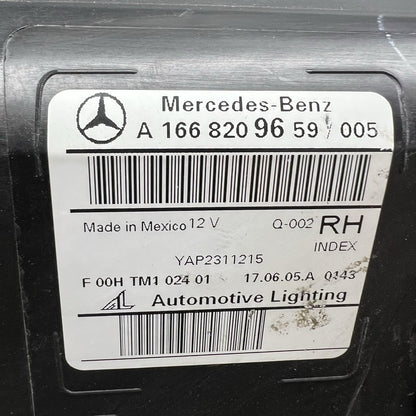 Mercedes-Benz
A 166 820 96 59 / 005
Made in Mexico 12 V Q-002 RH
INDEX
YAP2311215
F 00H TM1 024 01 17.06.05.A 0143
AL Automotive Lighting